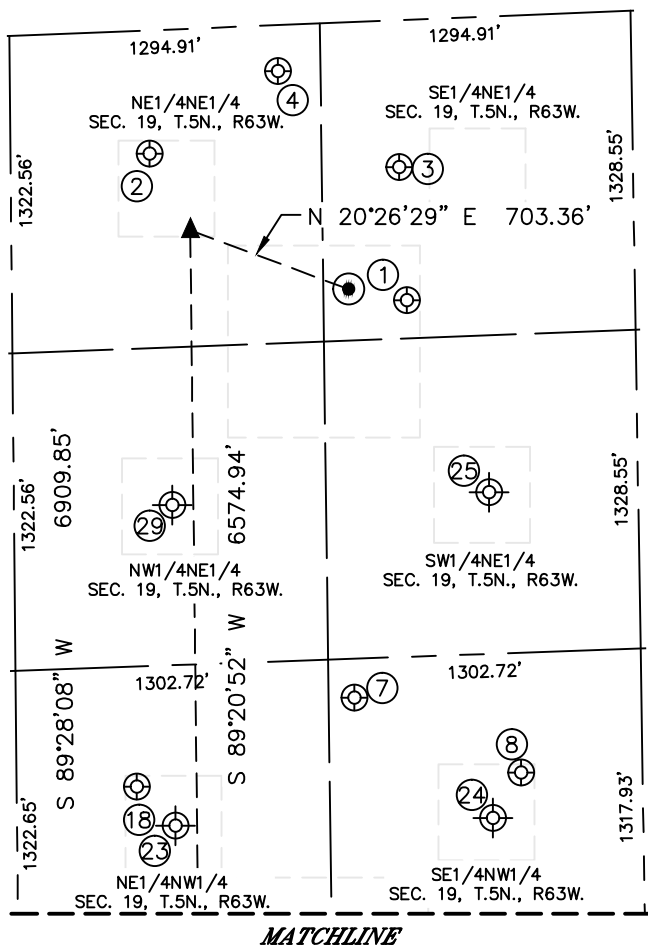 1294.91'
1294.91'
4
NE1/4NE1/4
SEC. 19, T.5N., R63W.
SE1/4NE1/4
SEC. 19, T.5N., R63W.
2
3
1322.56'
1328.55'
N 20°26'29" E 703.36'
1
6909.85'
6574.94'
1322.56'
1328.55'
25
29
NW1/4NE1/4
SEC. 19, T.5N., R63W.
SW1/4NE1/4
SEC. 19, T.5N., R63W.
S 89°28'08" W
S 89°20'52" W
1302.72'
1302.72'
7
8
18
24
23
1322.65'
1317.93'
NE1/4NW1/4
SEC. 19, T.5N., R63W.
SE1/4NW1/4
SEC. 19, T.5N., R63W.
MATCHLINE